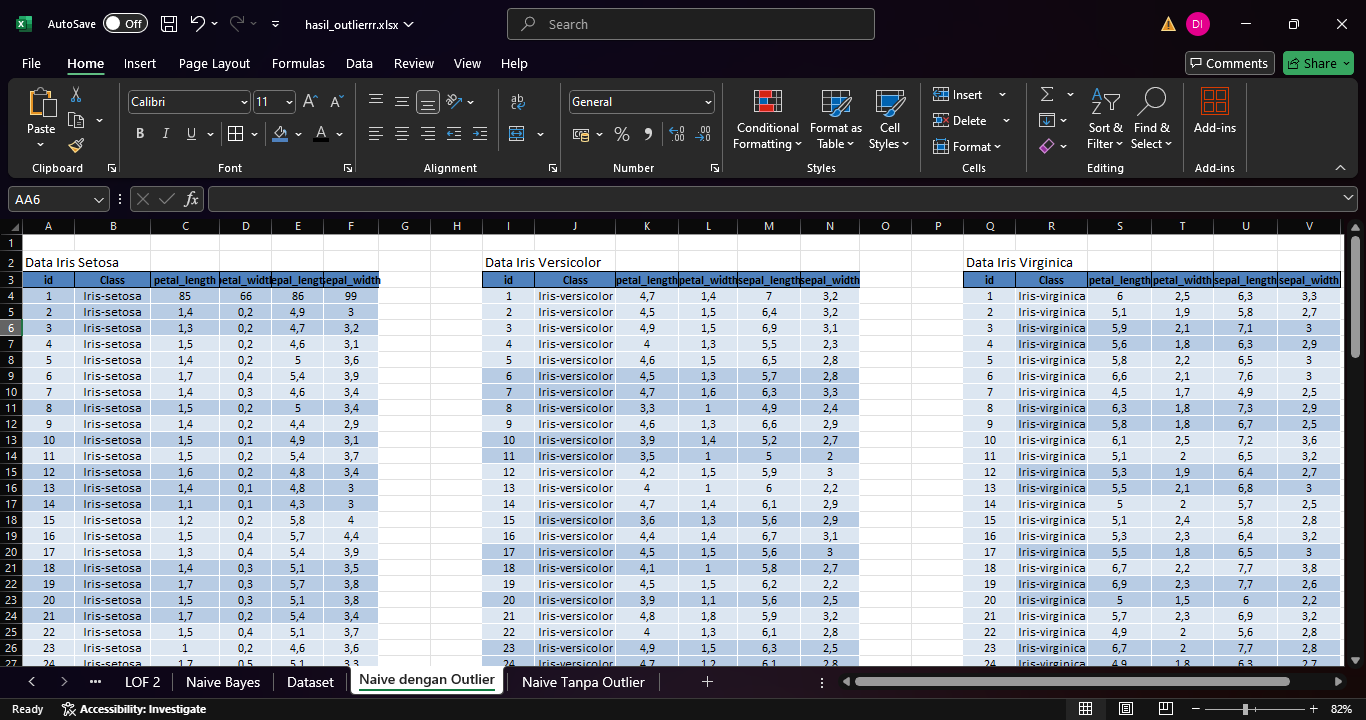 AutoSave Off hasil_outlierrr.xlsx Search DI
File Home Insert Page Layout Formulas Data Review View Help Comments Share
Paste Calibri 11 General Conditional Formatting Format as Table Cell Styles Insert Delete Format Sort & Filter Find & Select Add-ins
Clipboard Font Alignment Number Styles Cells Editing Add-ins
AA6 fx
A B C D E F G H I J K L M N O P Q R S T U V
1
2 Data Iris Setosa Data Iris Versicolor Data Iris Virginica
3 id Class petal_length petal_width sepal_length sepal_width id Class petal_length petal_width sepal_length sepal_width id Class petal_length petal_width sepal_length sepal_width
4 1 Iris-setosa 85 66 86 99 1 Iris-versicolor 4,7 1,4 7 3,2 1 Iris-virginica 6 2,5 6,3 3,3
5 2 Iris-setosa 1,4 0,2 4,9 3 2 Iris-versicolor 4,5 1,5 6,4 3,2 2 Iris-virginica 5,1 1,9 5,8 2,7
6 3 Iris-setosa 1,3 0,2 4,7 3,2 3 Iris-versicolor 4,9 1,5 6,9 3,1 3 Iris-virginica 5,9 2,1 7,1 3
7 4 Iris-setosa 1,5 0,2 4,6 3,1 4 Iris-versicolor 4 1,3 5,5 2,3 4 Iris-virginica 5,6 1,8 6,3 2,9
8 5 Iris-setosa 1,4 0,2 5 3,6 5 Iris-versicolor 4,6 1,5 6,5 2,8 5 Iris-virginica 5,8 2,2 6,5 3
9 6 Iris-setosa 1,7 0,4 5,4 3,9 6 Iris-versicolor 4,5 1,3 5,7 2,8 6 Iris-virginica 6,6 2,1 7,6 3
10 7 Iris-setosa 1,4 0,3 4,6 3,4 7 Iris-versicolor 4,7 1,6 6,3 3,3 7 Iris-virginica 4,5 1,7 4,9 2,5
11 8 Iris-setosa 1,5 0,2 5 3,4 8 Iris-versicolor 3,3 1 4,9 2,4 8 Iris-virginica 6,3 1,8 7,3 2,9
12 9 Iris-setosa 1,4 0,2 4,4 2,9 9 Iris-versicolor 4,6 1,3 6,6 2,9 9 Iris-virginica 5,8 1,8 6,7 2,5
13 10 Iris-setosa 1,5 0,1 4,9 3,1 10 Iris-versicolor 3,9 1,4 5,2 2,7 10 Iris-virginica 6,1 2,5 7,2 3,6
14 11 Iris-setosa 1,5 0,2 5,4 3,7 11 Iris-versicolor 3,5 1 5 2 11 Iris-virginica 5,1 2 6,5 3,2
15 12 Iris-setosa 1,6 0,2 4,8 3,4 12 Iris-versicolor 4,2 1,5 5,9 3 12 Iris-virginica 5,3 1,9 6,4 2,7
16 13 Iris-setosa 1,4 0,1 4,8 3 13 Iris-versicolor 4 1 6 2,2 13 Iris-virginica 5,5 2,1 6,8 3
17 14 Iris-setosa 1,1 0,1 4,3 3 14 Iris-versicolor 4,7 1,4 6,1 2,9 14 Iris-virginica 5 2 5,7 2,5
18 15 Iris-setosa 1,2 0,2 5,8 4 15 Iris-versicolor 3,6 1,3 5,6 2,9 15 Iris-virginica 5,1 2,4 5,8 2,8
19 16 Iris-setosa 1,5 0,4 5,7 4,4 16 Iris-versicolor 4,4 1,4 6,7 3,1 16 Iris-virginica 5,3 2,3 6,4 3,2
20 17 Iris-setosa 1,3 0,4 5,4 3,9 17 Iris-versicolor 4,5 1,5 5,6 3 17 Iris-virginica 5,5 1,8 6,5 3
21 18 Iris-setosa 1,4 0,3 5,1 3,5 18 Iris-versicolor 4,1 1 5,8 2,7 18 Iris-virginica 6,7 2,2 7,7 3,8
22 19 Iris-setosa 1,7 0,3 5,7 3,8 19 Iris-versicolor 4,5 1,5 6,2 2,2 19 Iris-virginica 6,9 2,3 7,7 2,6
23 20 Iris-setosa 1,5 0,3 5,1 3,8 20 Iris-versicolor 3,9 1,1 5,6 2,5 20 Iris-virginica 5 1,5 6 2,2
24 21 Iris-setosa 1,7 0,2 5,4 3,4 21 Iris-versicolor 4,8 1,8 5,9 3,2 21 Iris-virginica 5,7 2,3 6,9 3,2
25 22 Iris-setosa 1,5 0,4 5,1 3,7 22 Iris-versicolor 4 1,3 6,1 2,8 22 Iris-virginica 4,9 2 5,6 2,8
26 23 Iris-setosa 1 0,2 4,6 3,6 23 Iris-versicolor 4,9 1,5 6,3 2,5 23 Iris-virginica 6,7 2 7,7 2,8
27 24 Iris-setosa 1,7 0,5 5,1 3,3 24 Iris-versicolor 4,7 1,2 6,1 2,8 24 Iris-virginica 4,9 1,8 6,3 2,7
LOF 2 Naive Bayes Dataset Naive dengan Outlier Naive Tanpa Outlier
Ready Accessibility: Investigate 82%